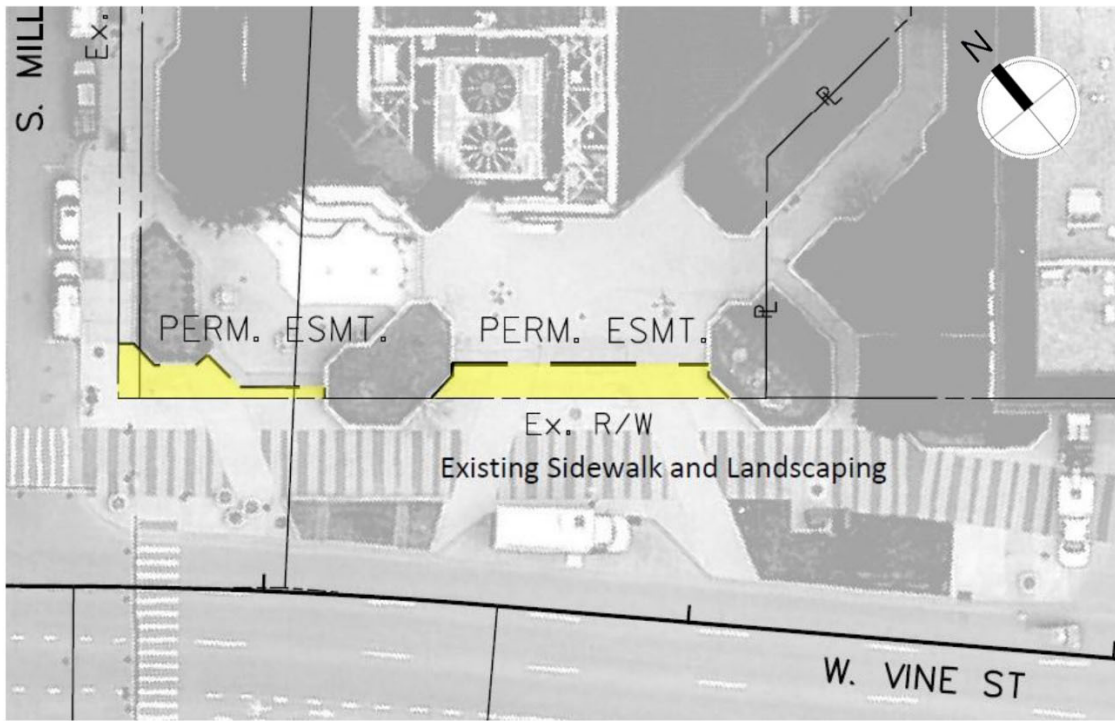 S. MILL
Ex.
N
PL
PERM. ESMT.
PERM. ESMT.
PL
Ex. R/W
Existing Sidewalk and Landscaping
W. VINE ST